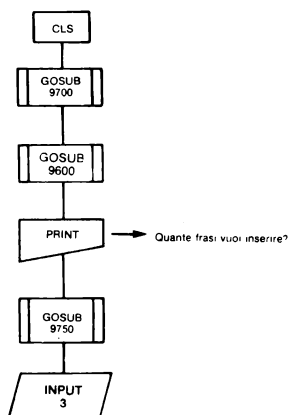 CLS
GOSUB
9700
GOSUB
9600
PRINT
Quante frasi vuoi inserire?
GOSUB
9750
INPUT
3